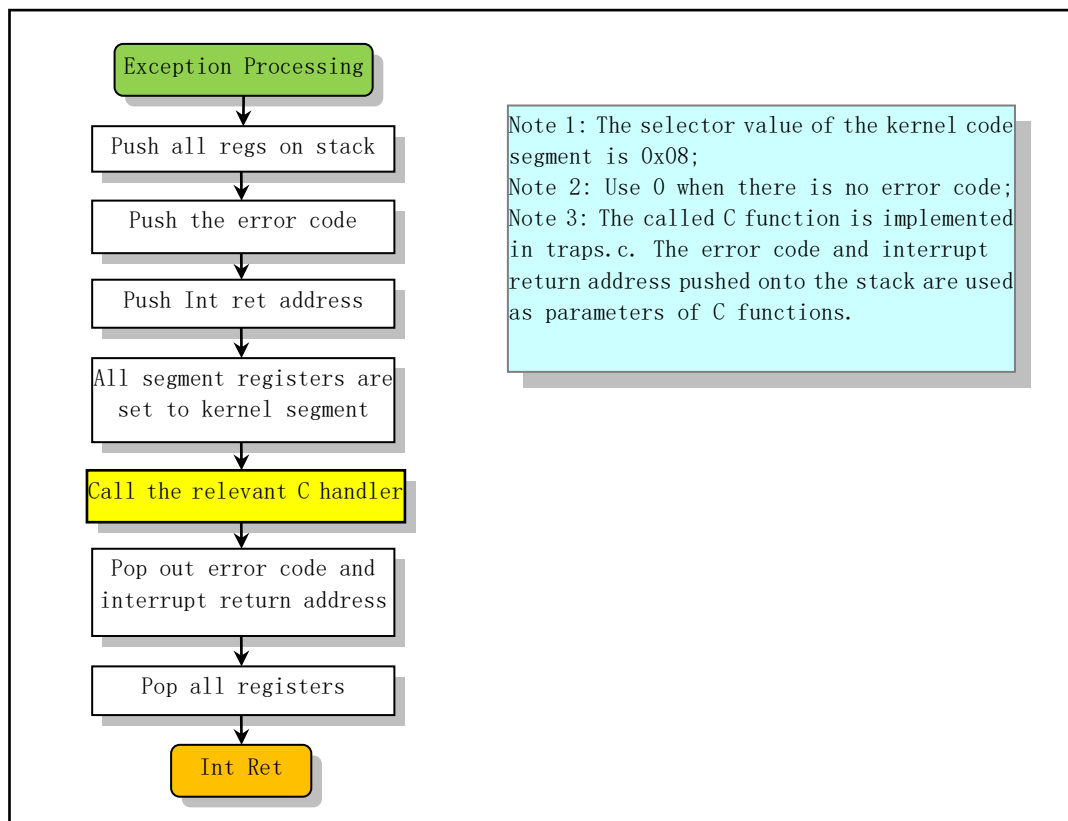 Exception Processing
Push all regs on stack
Push the error code
Push Int ret address
All segment registers are
set to kernel segment
Call the relevant C handler
Pop out error code and
interrupt return address
Pop all registers
Int Ret
Note 1: The selector value of the kernel code
segment is 0x08;
Note 2: Use 0 when there is no error code;
Note 3: The called C function is implemented
in traps.c. The error code and interrupt
return address pushed onto the stack are used
as parameters of C functions.